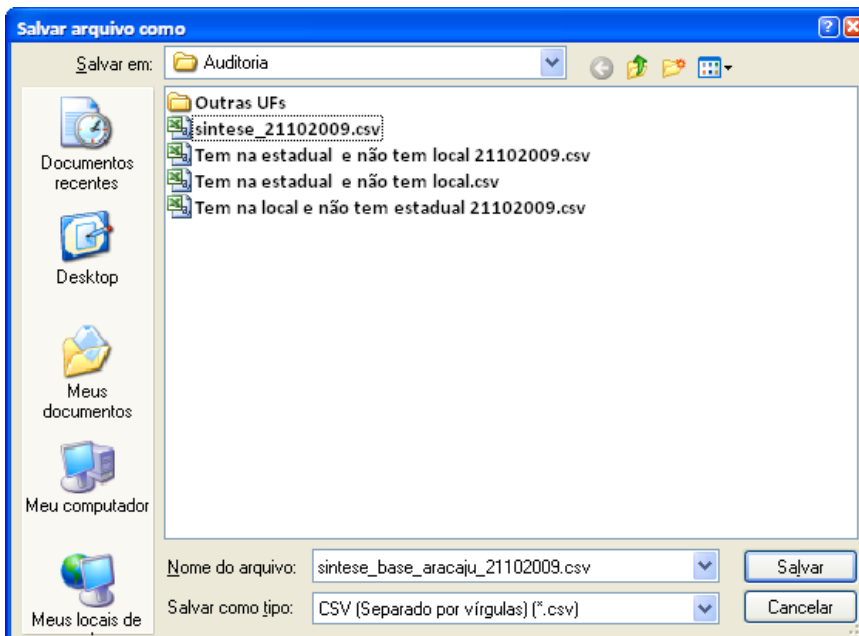 Salvar arquivo como
Salvar em: Auditoria
Outras UFs
sintese_21102009.csv
Tem na estadual e não tem local 21102009.csv
Tem na estadual e não tem local.csv
Tem na local e não tem estadual 21102009.csv
Documentos
recentes
Desktop
Meus
documentos
Meu computador
Meus locais de
Nome do arquivo: sintese_base_aracaju_21102009.csv Salvar
Salvar como tipo: CSV (Separado por vírgulas) (*.csv) Cancelar